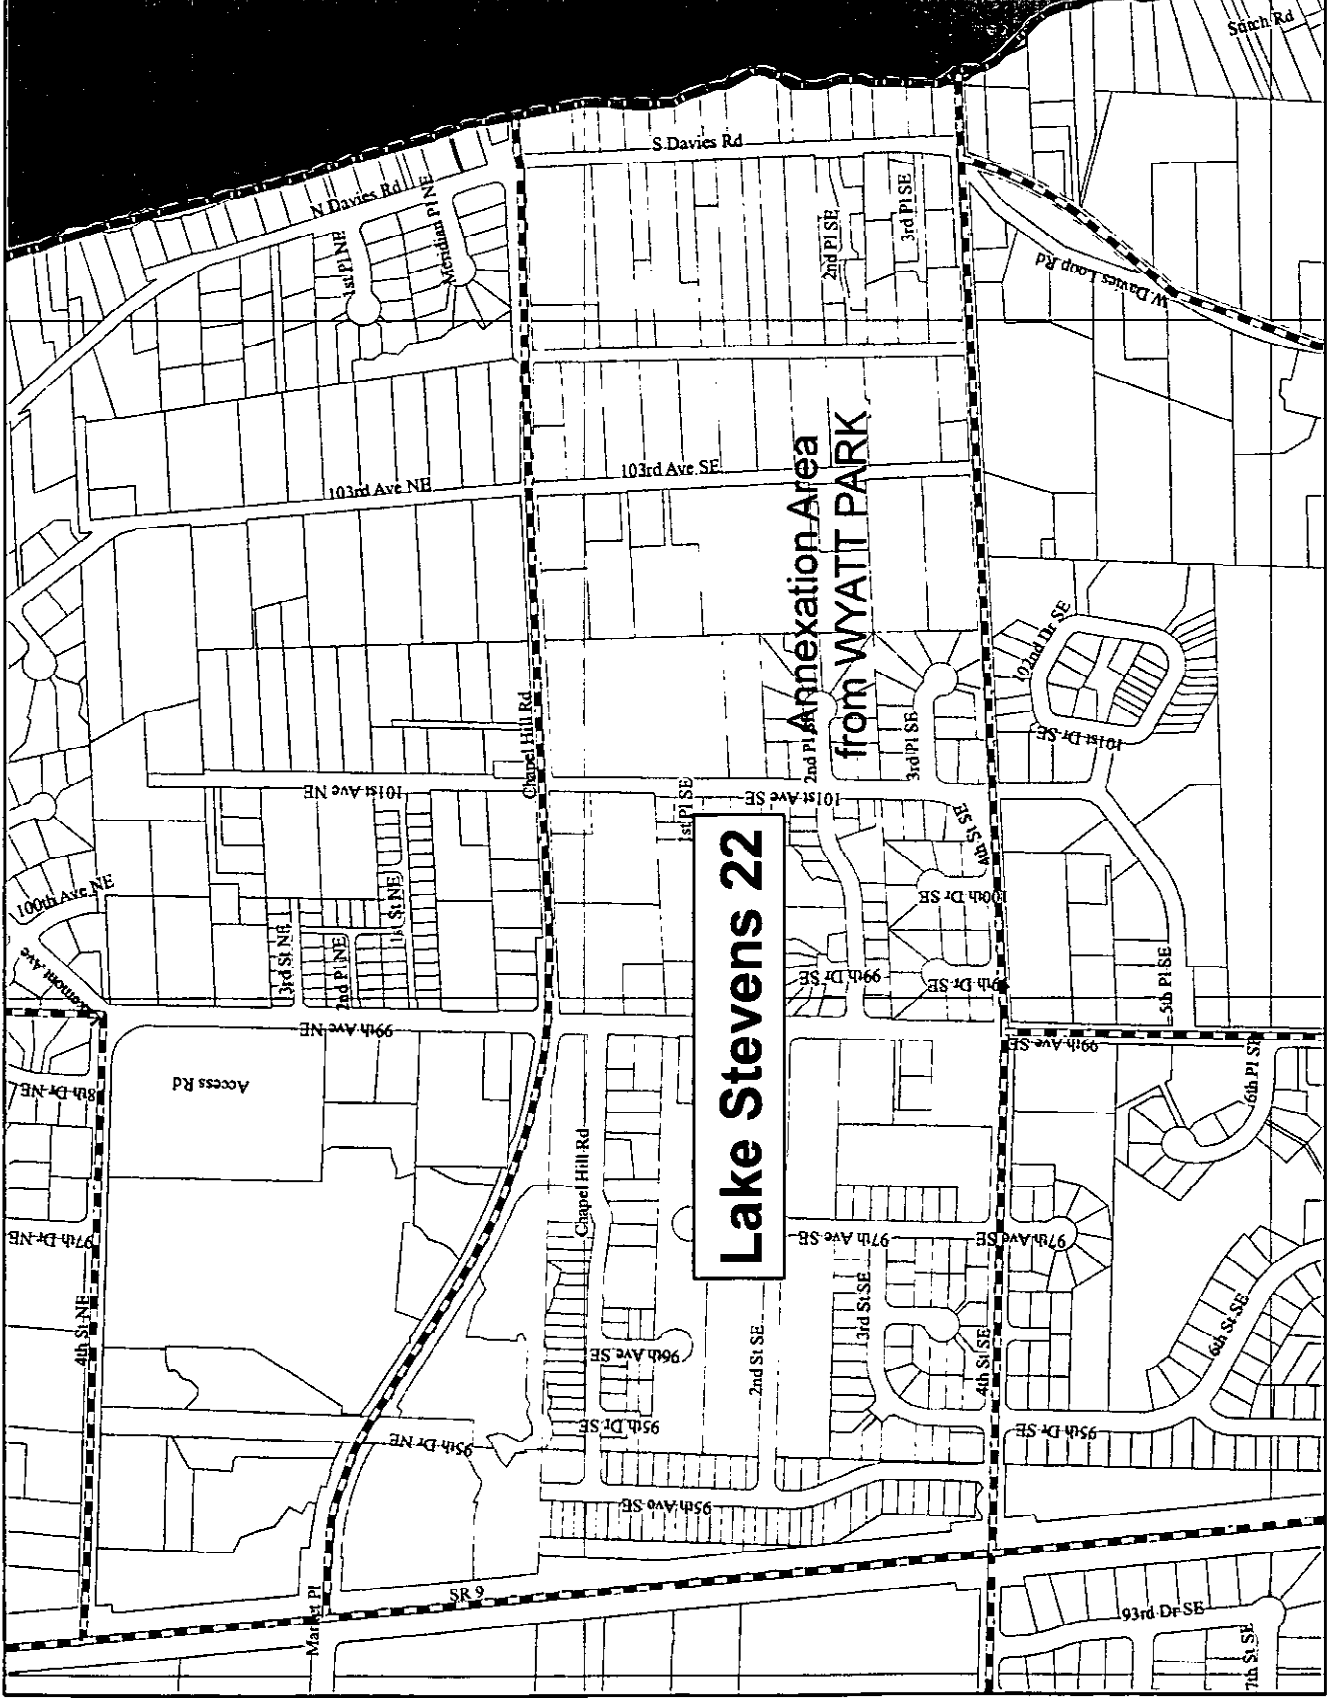 Stitch Rd
S Davies Rd
N Davies Rd
Meridian Pl NE
1st Pl NE
2nd Pl SE
3rd Pl SE
W Davies Loop Rd
103rd Ave NE
103rd Ave SE
Annexation Area
from WYATT PARK
102nd Dr SE
101st Dr SE
Chapel Hill Rd
2nd Pl SE
3rd Pl SE
101st Ave NE
101st Ave SE
1st Pl SE
4th St SE
Lake Stevens 22
100th Ave NE
1st St NE
100th Dr SE
3rd St NE
2nd Pl NE
99th Dr SE
99th Dr SE
5th Pl SE
99th Ave NE
99th Ave SE
Access Rd
8th Dr NE
6th Pl SE
Chapel Hill Rd
97th Dr NE
97th Ave SE
97th Ave SE
4th St NE
3rd St SE
6th St SE
96th Ave SE
2nd St SE
4th St SE
95th Dr NE
95th Dr SE
95th Dr SE
95th Ave SE
SR 9
Market Pl
93rd Dr SE
7th St SE